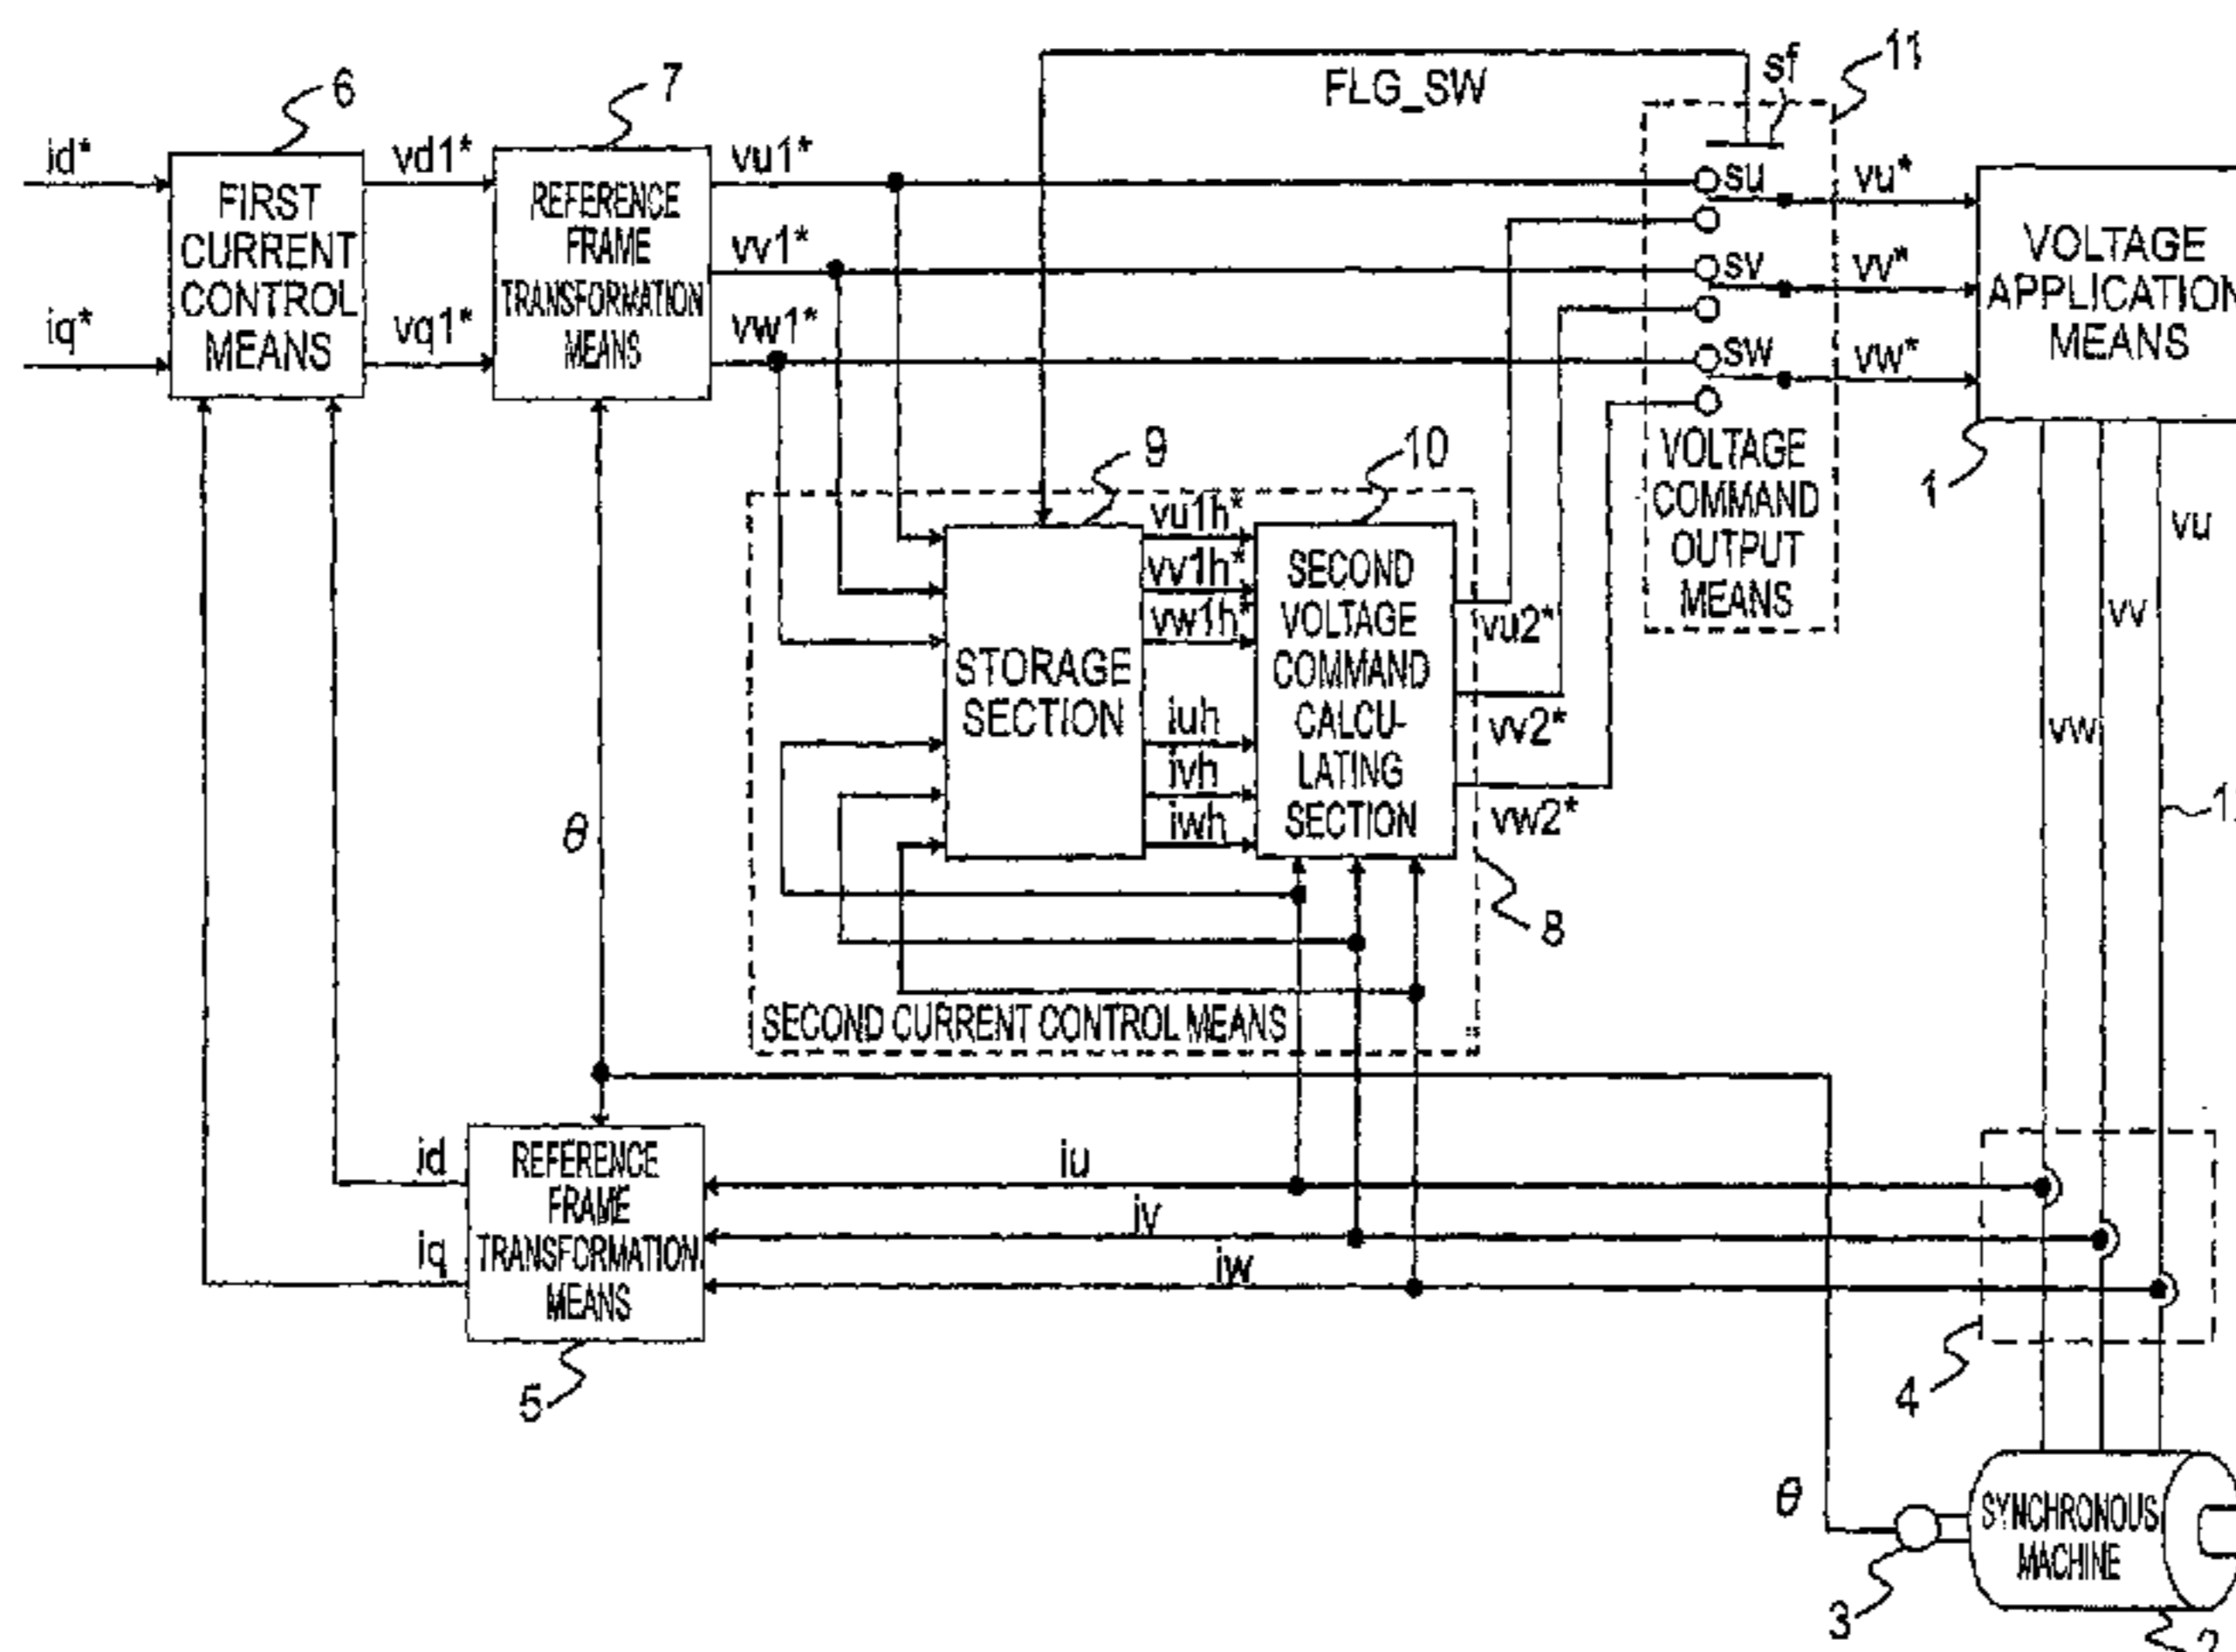 6
7
FLG_SW
sf
11
id*
vd1*
vu1*
su
vu*
FIRST
CURRENT
CONTROL
MEANS
REFERENCE
FRAME
TRANSFORMATION
MEANS
vv1*
sv
vv*
VOLTAGE
APPLICATION
MEANS
iq*
vq1*
vw1*
sw
vw*
9
10
VOLTAGE
COMMAND
OUTPUT
MEANS
1
vu
vv
vw
vu1h*
vv1h*
vw1h*
STORAGE
SECTION
iuh
ivh
iwh
SECOND
VOLTAGE
COMMAND
CALCU-
LATING
SECTION
vu2*
vv2*
vw2*
θ
8
SECOND CURRENT CONTROL MEANS
id
iq
REFERENCE
FRAME
TRANSFORMATION
MEANS
iu
iv
iw
5
4
θ
SYNCHRONOUS
MACHINE
3
2